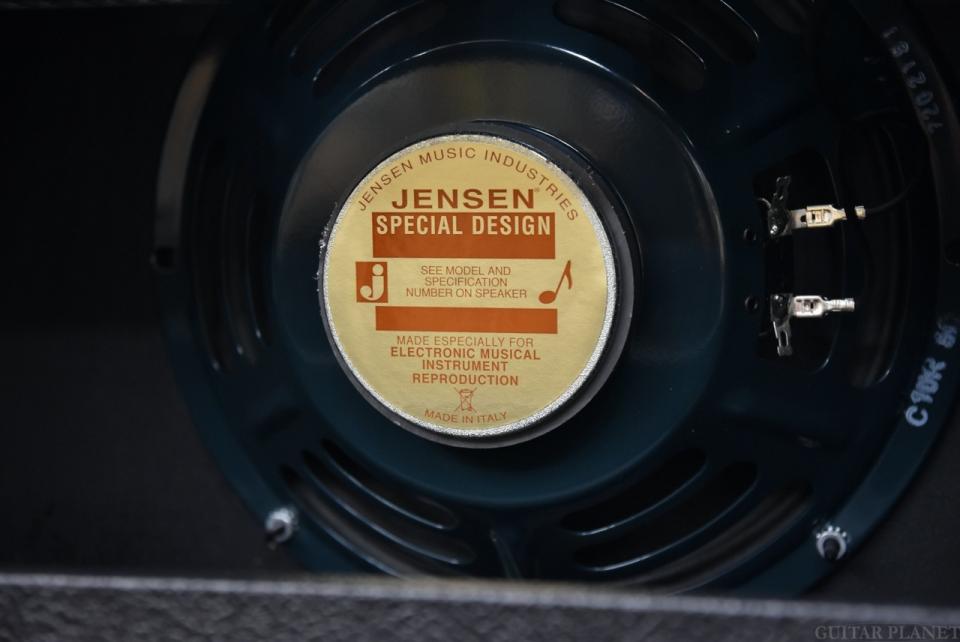 JENSEN MUSIC INDUSTRIES
JENSEN®
SPECIAL DESIGN
j
SEE MODEL AND
SPECIFICATION
NUMBER ON SPEAKER
MADE ESPECIALLY FOR
ELECTRONIC MUSICAL
INSTRUMENT
REPRODUCTION
MADE IN ITALY
C10R
GUITAR PLANET